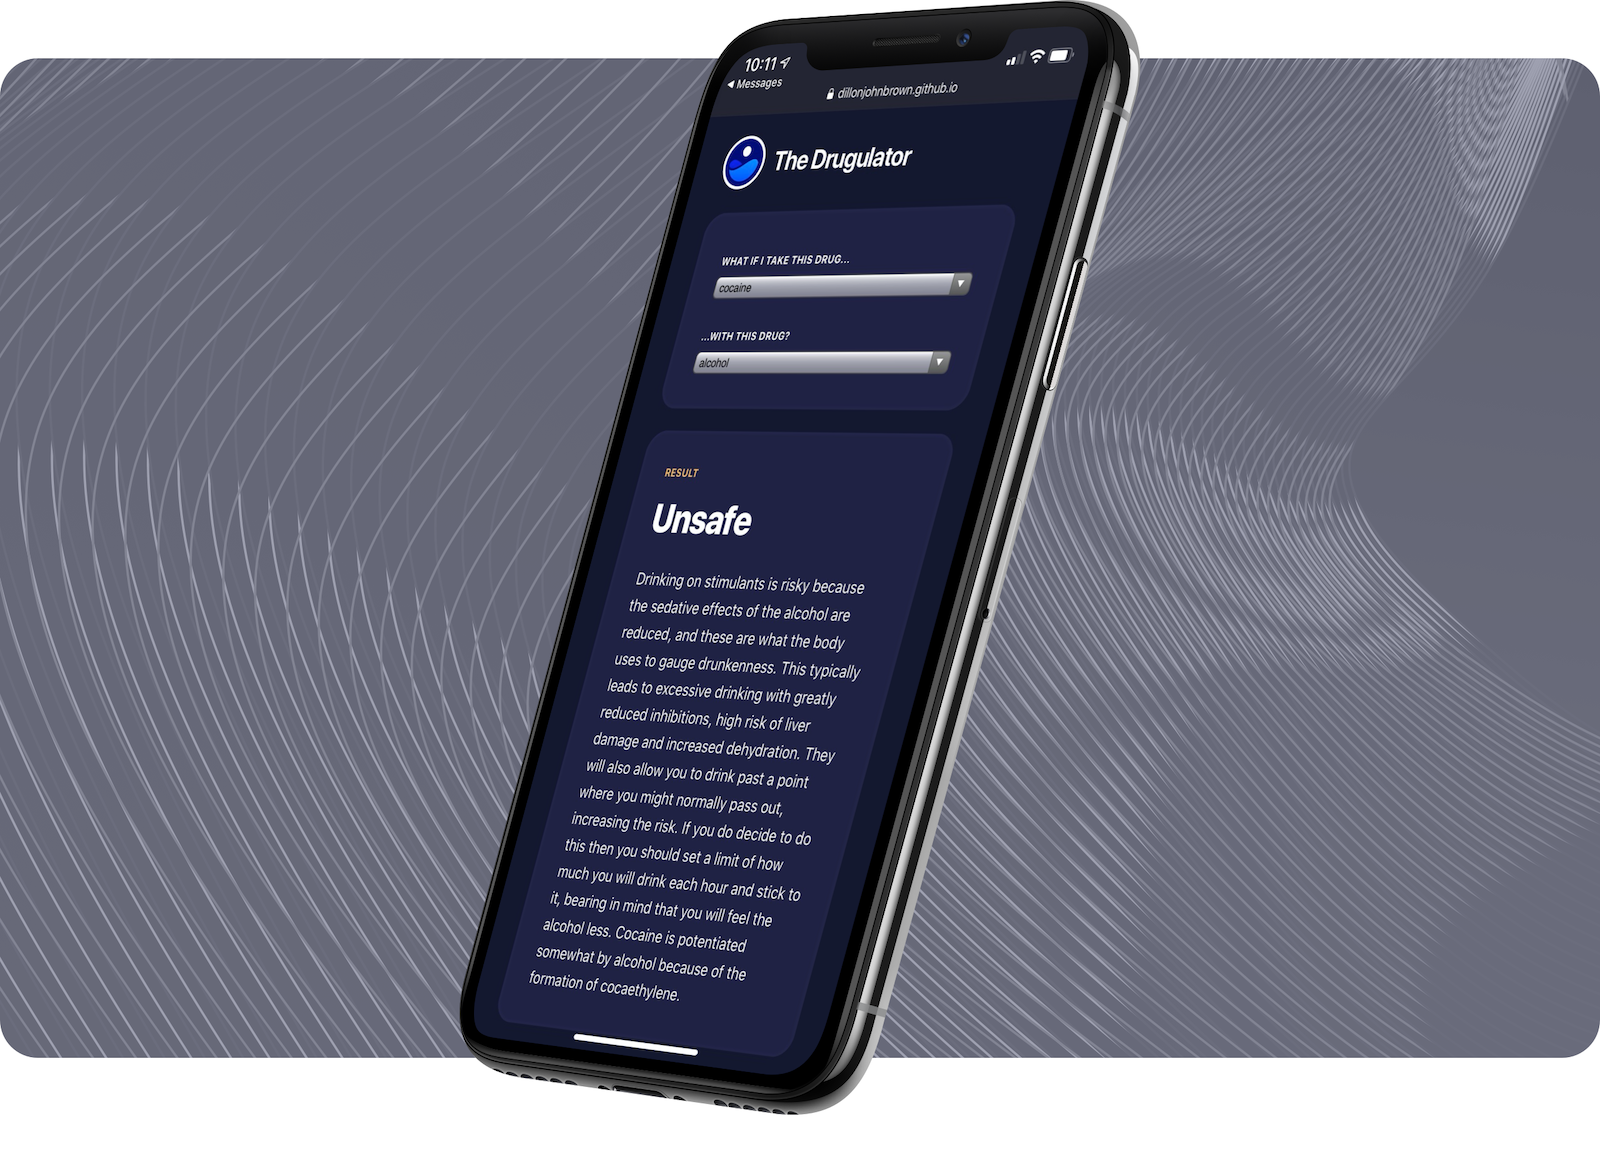 10:11
Messages
dillonjohnbrown.github.io
The Drugulator
WHAT IF I TAKE THIS DRUG...
cocaine
...WITH THIS DRUG?
alcohol
RESULT
Unsafe
Drinking on stimulants is risky because
the sedative effects of the alcohol are
reduced, and these are what the body
uses to gauge drunkenness. This typically
leads to excessive drinking with greatly
reduced inhibitions, high risk of liver
damage and increased dehydration. They
will also allow you to drink past a point
where you might normally pass out,
increasing the risk. If you do decide to do
this then you should set a limit of how
much you will drink each hour and stick to
it, bearing in mind that you will feel the
alcohol less. Cocaine is potentiated
somewhat by alcohol because of the
formation of cocaethylene.